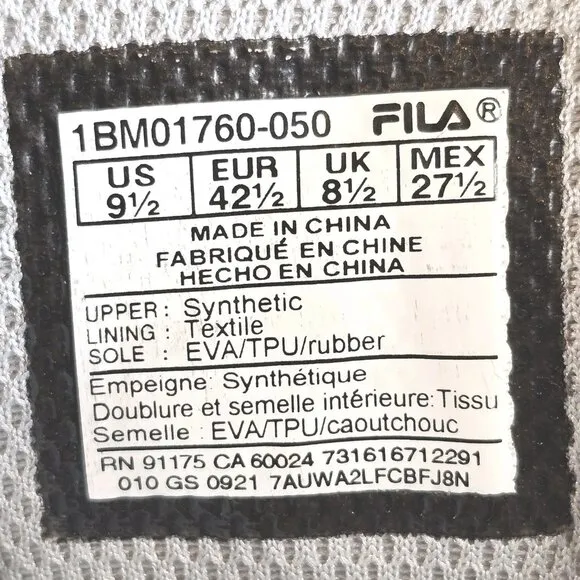 1BM01760-050 FILA®
US EUR UK MEX
9½ 42½ 8½ 27½
MADE IN CHINA
FABRIQUÉ EN CHINE
HECHO EN CHINA
UPPER : Synthetic
LINING : Textile
SOLE : EVA/TPU/rubber
Empeigne: Synthétique
Doublure et semelle intérieure: Tissu
Semelle : EVA/TPU/caoutchouc
RN 91175 CA 60024 731616712291
010 GS 0921 7AUWA2LFCBFJ8N